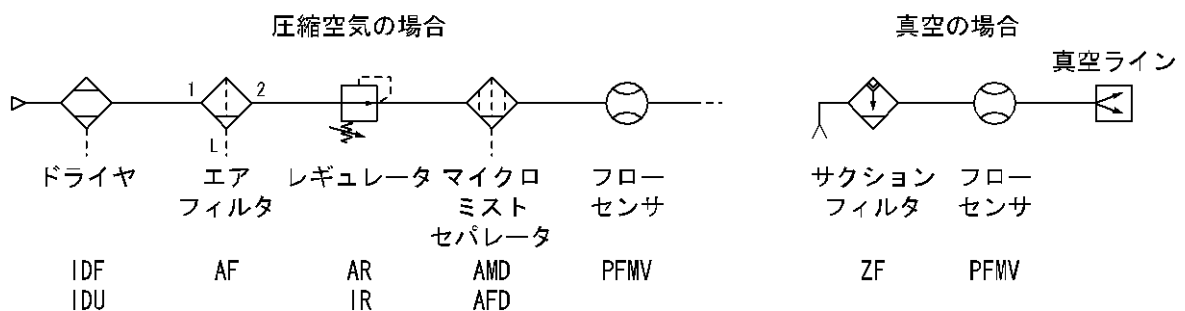 圧縮空気の場合
真空の場合
真空ライン
1 2
L
ドライヤ
エア
フィルタ
レギュレータ
マイクロ
ミスト
セパレータ
フロー
センサ
サクション
フィルタ
フロー
センサ
IDF AF AR AMD PFMV ZF PFMV
IDU IR AFD